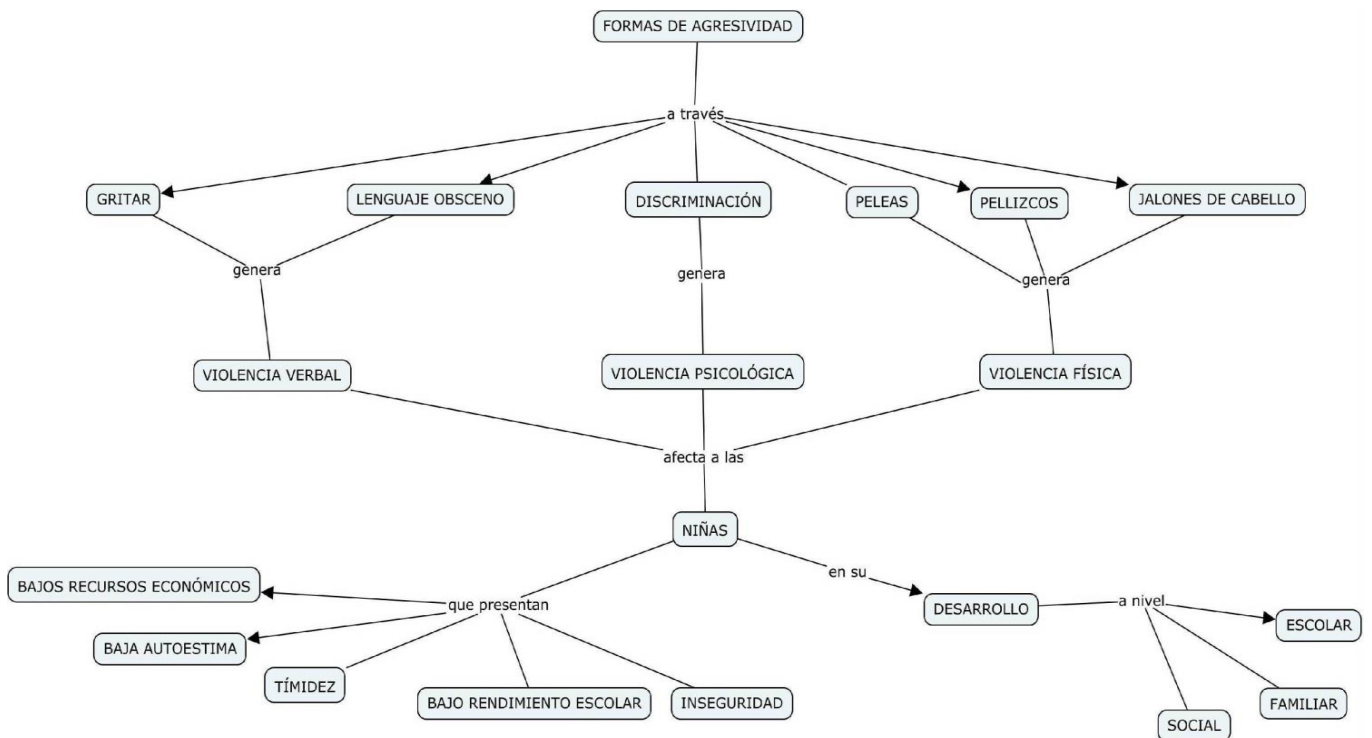 FORMAS DE AGRESIVIDAD
a través
GRITAR
LENGUAJE OBSCENO
DISCRIMINACIÓN
PELEAS
PELLIZCOS
JALONES DE CABELLO
genera
genera
genera
VIOLENCIA VERBAL
VIOLENCIA PSICOLÓGICA
VIOLENCIA FÍSICA
afecta a las
NIÑAS
en su
BAJOS RECURSOS ECONÓMICOS
que presentan
DESARROLLO
a nivel
ESCOLAR
BAJA AUTOESTIMA
TÍMIDEZ
BAJO RENDIMIENTO ESCOLAR
INSEGURIDAD
FAMILIAR
SOCIAL